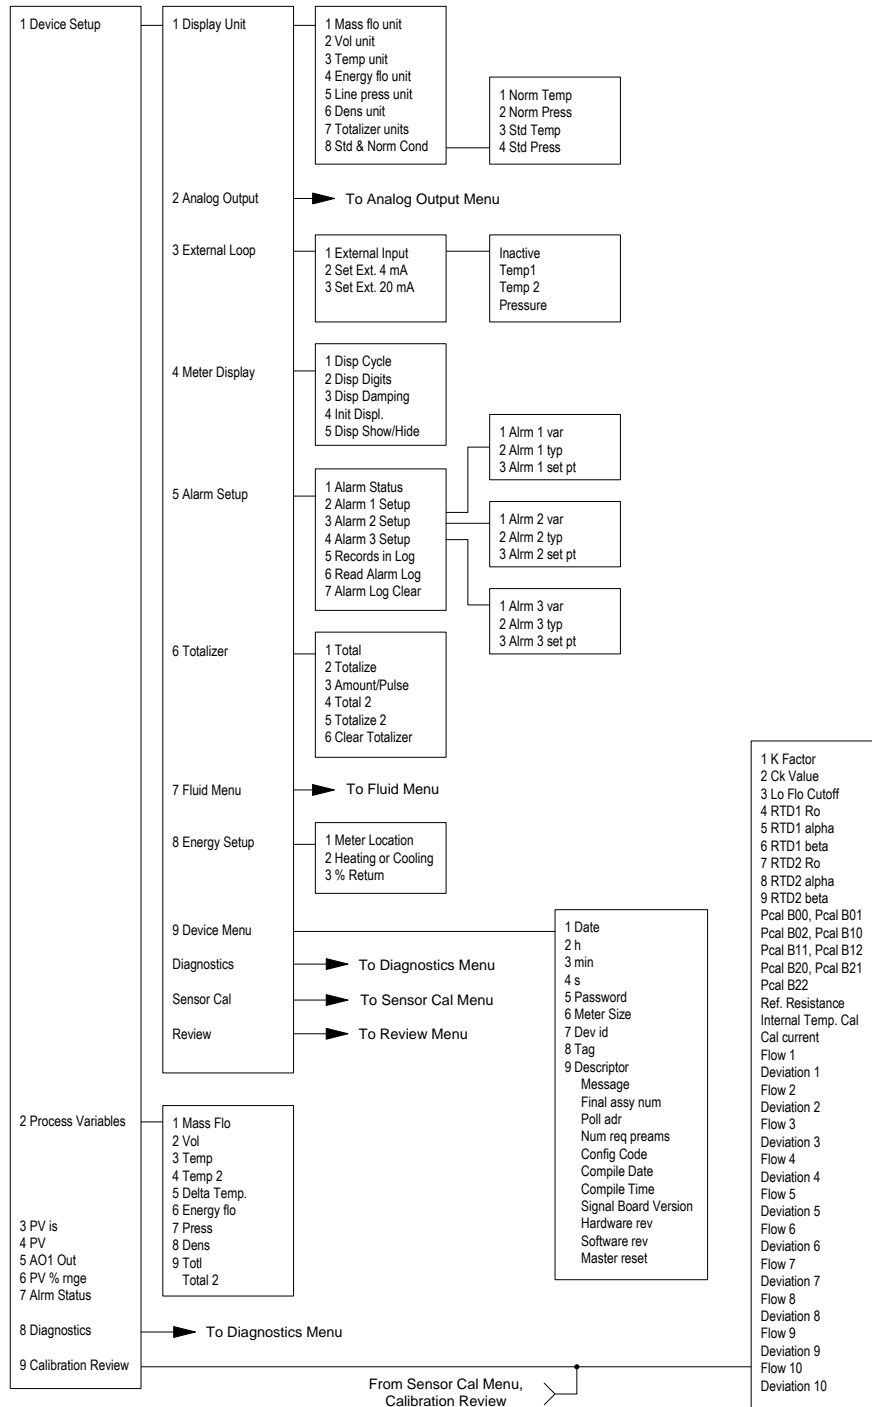 1 Device Setup
1 Display Unit
1 Mass flo unit
2 Vol unit
3 Temp unit
4 Energy flo unit
5 Line press unit
6 Dens unit
7 Totalizer units
8 Std & Norm Cond
1 Norm Temp
2 Norm Press
3 Std Temp
4 Std Press
2 Analog Output
To Analog Output Menu
3 External Loop
1 External Input
2 Set Ext. 4 mA
3 Set Ext. 20 mA
Inactive
Temp1
Temp 2
Pressure
4 Meter Display
1 Disp Cycle
2 Disp Digits
3 Disp Damping
4 Init Displ.
5 Disp Show/Hide
5 Alarm Setup
1 Alarm Status
2 Alarm 1 Setup
3 Alarm 2 Setup
4 Alarm 3 Setup
5 Records in Log
6 Read Alarm Log
7 Alarm Log Clear
1 Alrm 1 var
2 Alrm 1 typ
3 Alrm 1 set pt
1 Alrm 2 var
2 Alrm 2 typ
3 Alrm 2 set pt
1 Alrm 3 var
2 Alrm 3 typ
3 Alrm 3 set pt
6 Totalizer
1 Total
2 Totalize
3 Amount/Pulse
4 Total 2
5 Totalize 2
6 Clear Totalizer
7 Fluid Menu
To Fluid Menu
8 Energy Setup
1 Meter Location
2 Heating or Cooling
3 % Return
9 Device Menu
1 Date
2 h
3 min
4 s
5 Password
6 Meter Size
7 Dev id
8 Tag
9 Descriptor
Message
Final assy num
Poll adr
Num req preams
Config Code
Compile Date
Compile Time
Signal Board Version
Hardware rev
Software rev
Master reset
Diagnostics
To Diagnostics Menu
Sensor Cal
To Sensor Cal Menu
Review
To Review Menu
2 Process Variables
1 Mass Flo
2 Vol
3 Temp
4 Temp 2
5 Delta Temp.
6 Energy flo
7 Press
8 Dens
9 Totl
Total 2
3 PV is
4 PV
5 AO1 Out
6 PV % rnge
7 Alrm Status
8 Diagnostics
To Diagnostics Menu
9 Calibration Review
From Sensor Cal Menu,
Calibration Review
1 K Factor
2 Ck Value
3 Lo Flo Cutoff
4 RTD1 Ro
5 RTD1 alpha
6 RTD1 beta
7 RTD2 Ro
8 RTD2 alpha
9 RTD2 beta
Pcal B00, Pcal B01
Pcal B02, Pcal B10
Pcal B11, Pcal B12
Pcal B20, Pcal B21
Pcal B22
Ref. Resistance
Internal Temp. Cal
Cal current
Flow 1
Deviation 1
Flow 2
Deviation 2
Flow 3
Deviation 3
Flow 4
Deviation 4
Flow 5
Deviation 5
Flow 6
Deviation 6
Flow 7
Deviation 7
Flow 8
Deviation 8
Flow 9
Deviation 9
Flow 10
Deviation 10